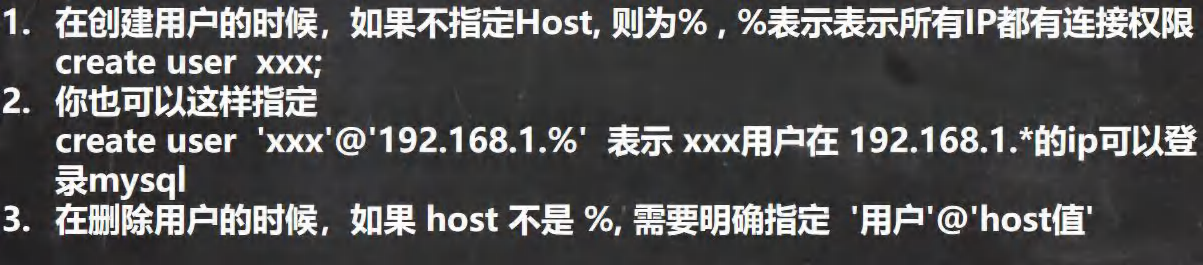 1. 在创建用户的时候，如果不指定Host, 则为% , %表示表示所有IP都有连接权限
create user  xxx;
2. 你也可以这样指定
create user  'xxx'@'192.168.1.%'  表示 xxx用户在 192.168.1.*的ip可以登
录mysql
3. 在删除用户的时候，如果 host 不是 %, 需要明确指定  '用户'@'host值'